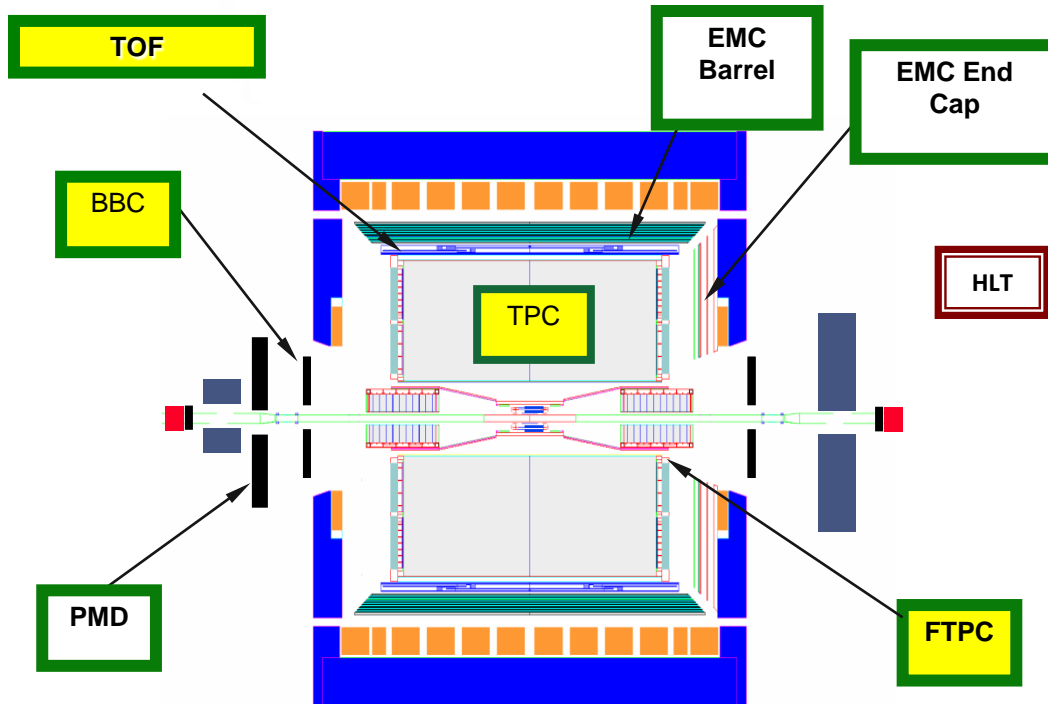 TOF
EMC
Barrel
EMC End
Cap
BBC
HLT
TPC
PMD
FTPC